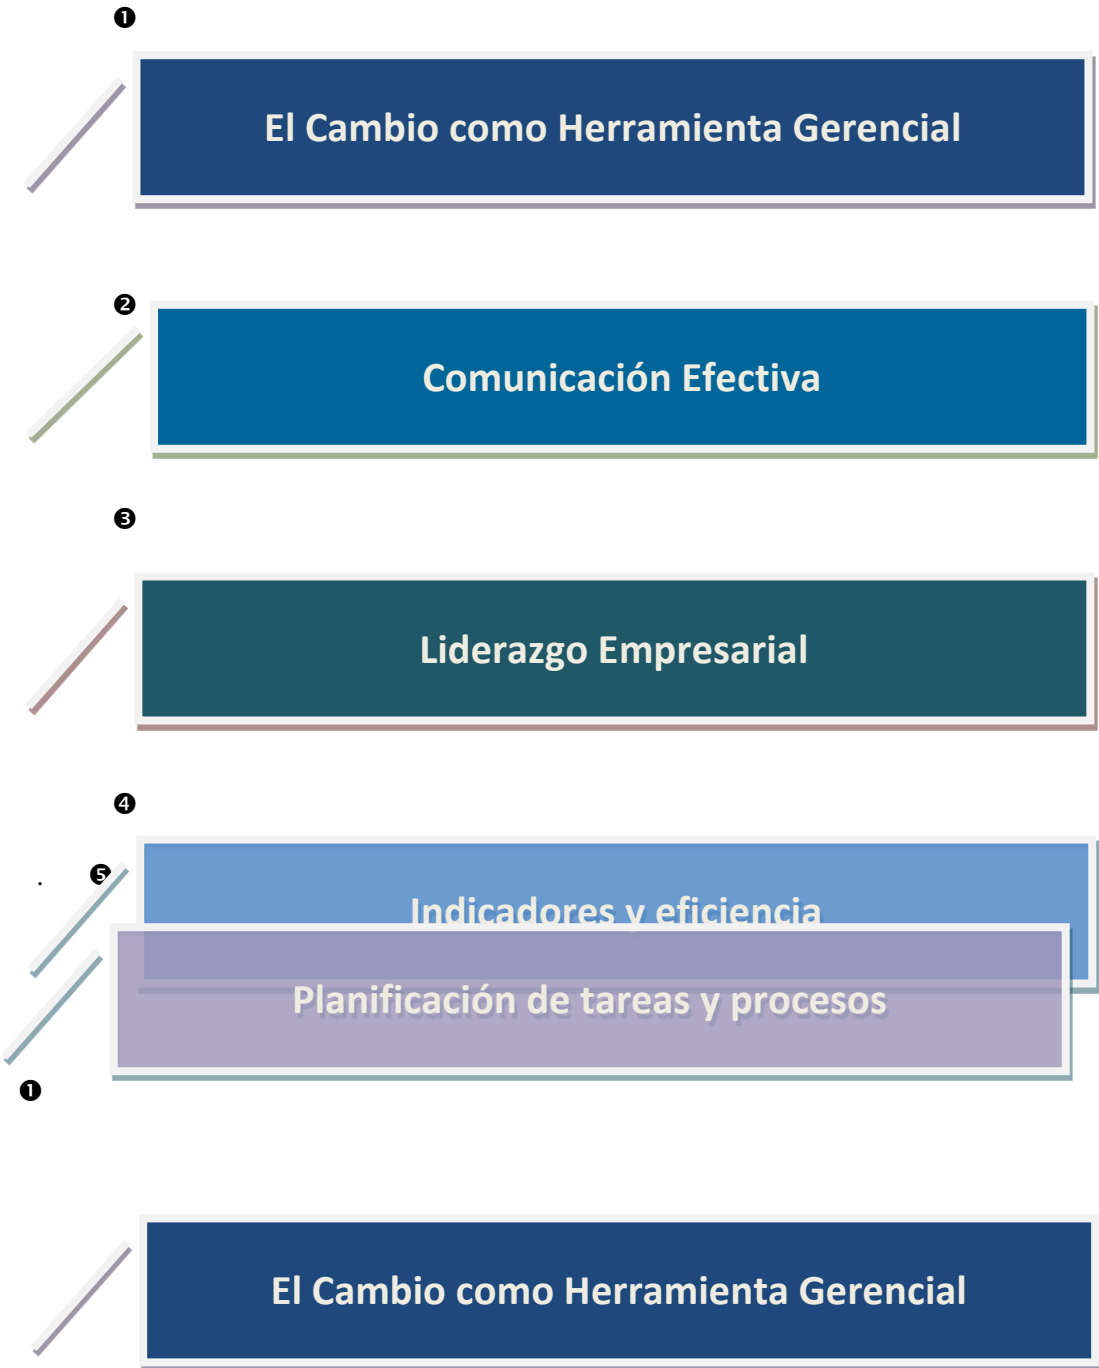 ❶
El Cambio como Herramienta Gerencial
❷
Comunicación Efectiva
❸
Liderazgo Empresarial
❹
Indicadores y eficiencia
. ❺
Planificación de tareas y procesos
❶
El Cambio como Herramienta Gerencial